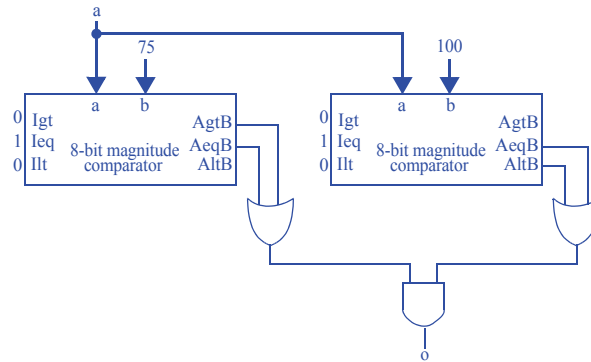 a
75
100
a b
a b
0 Igt AgtB
1 Ieq AeqB
0 Ilt AltB
8-bit magnitude
comparator
0 Igt AgtB
1 Ieq AeqB
0 Ilt AltB
8-bit magnitude
comparator
o